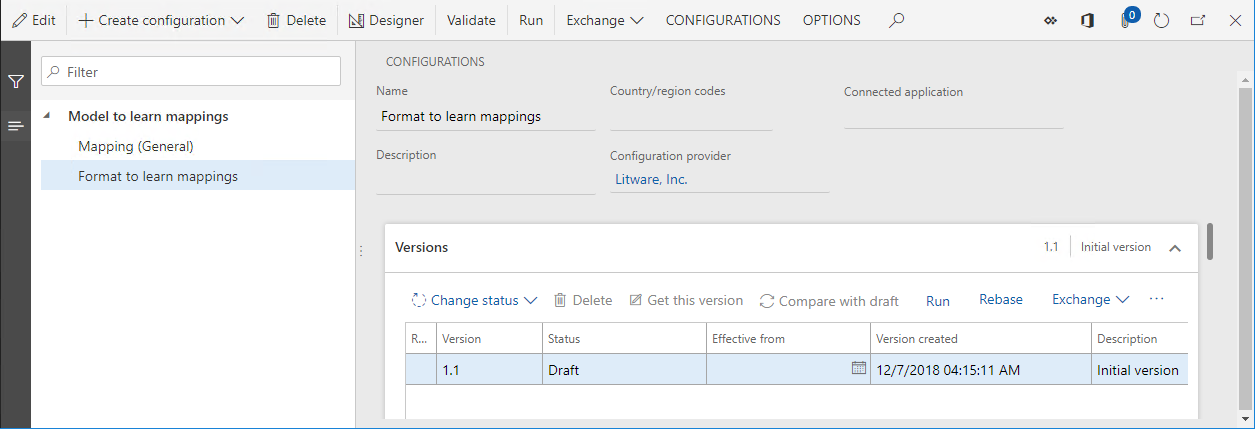 Edit Create configuration Delete Designer Validate Run Exchange CONFIGURATIONS OPTIONS 0
Filter
Model to learn mappings
Mapping (General)
Format to learn mappings
CONFIGURATIONS
Name Country/region codes Connected application
Format to learn mappings
Description Configuration provider
Litware, Inc.
Versions 1.1 Initial version
Change status Delete Get this version Compare with draft Run Rebase Exchange ...
R... Version Status Effective from Version created Description
1.1 Draft 12/7/2018 04:15:11 AM Initial version